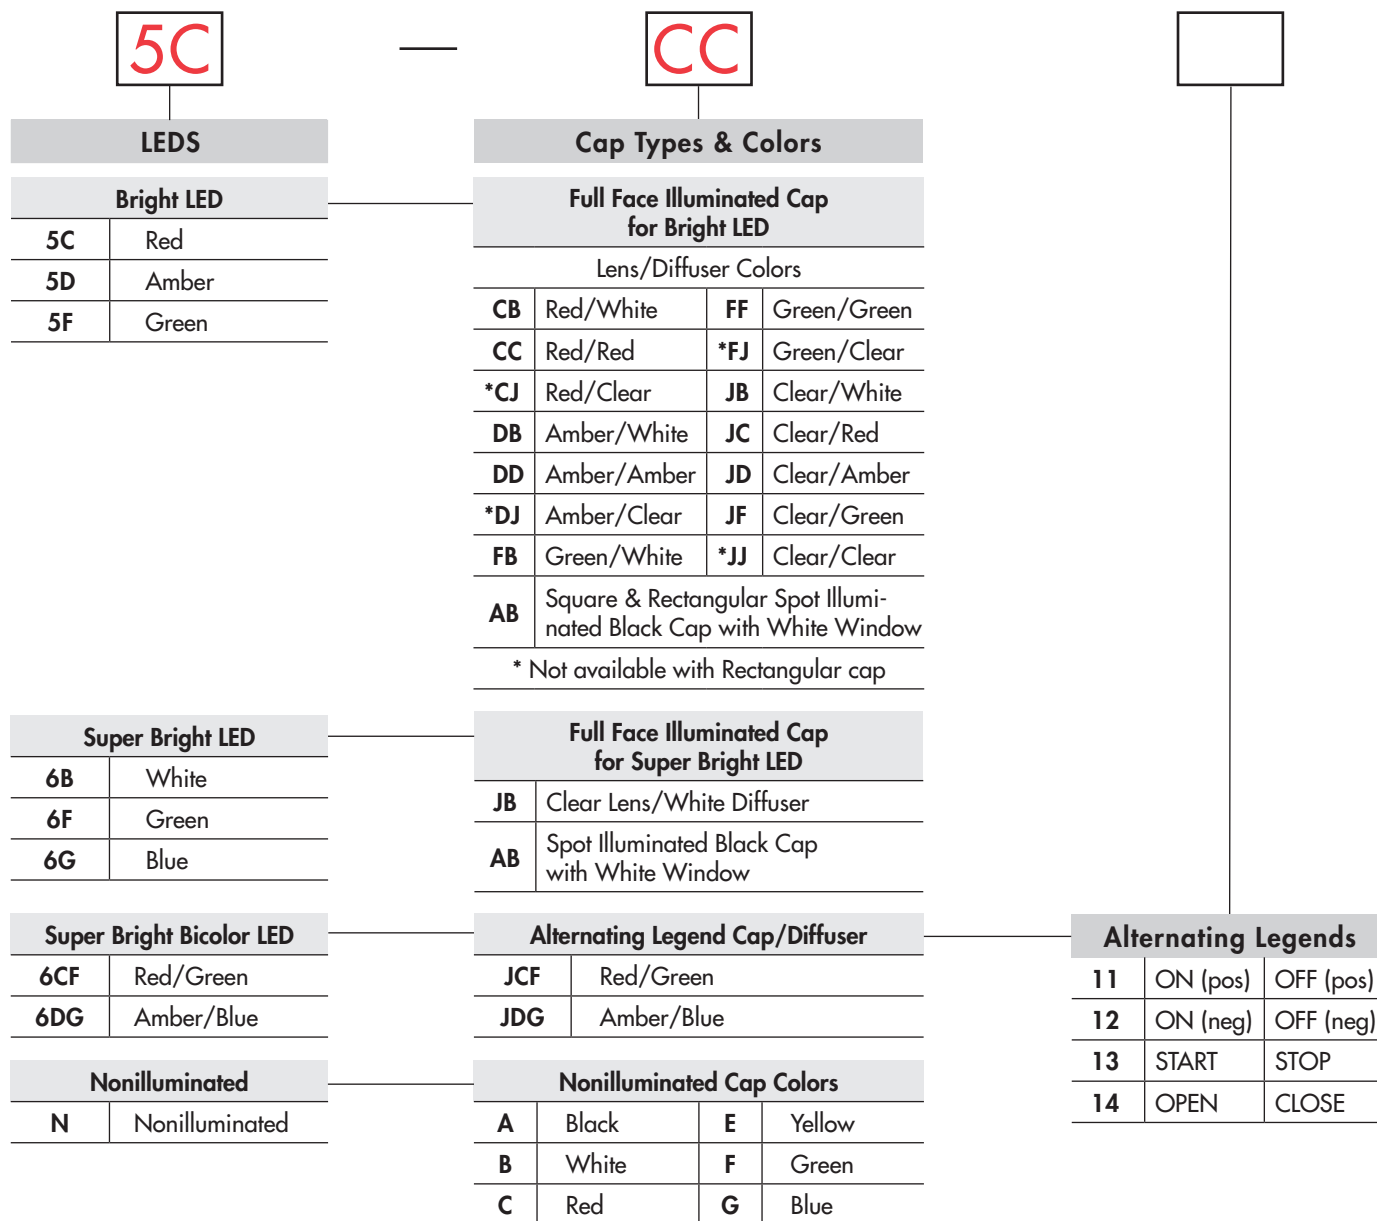 5C — CC
LEDS
Cap Types & Colors
Bright LED
5C Red
5D Amber
5F Green
Full Face Illuminated Cap
for Bright LED
Lens/Diffuser Colors
CB Red/White FF Green/Green
CC Red/Red *FJ Green/Clear
*CJ Red/Clear JB Clear/White
DB Amber/White JC Clear/Red
DD Amber/Amber JD Clear/Amber
*DJ Amber/Clear JF Clear/Green
FB Green/White *JJ Clear/Clear
AB Square & Rectangular Spot Illumi-
nated Black Cap with White Window
* Not available with Rectangular cap
Super Bright LED
6B White
6F Green
6G Blue
Full Face Illuminated Cap
for Super Bright LED
JB Clear Lens/White Diffuser
AB Spot Illuminated Black Cap
with White Window
Super Bright Bicolor LED
6CF Red/Green
6DG Amber/Blue
Alternating Legend Cap/Diffuser
JCF Red/Green
JDG Amber/Blue
Alternating Legends
11 ON (pos) OFF (pos)
12 ON (neg) OFF (neg)
13 START STOP
14 OPEN CLOSE
Nonilluminated
N Nonilluminated
Nonilluminated Cap Colors
A Black E Yellow
B White F Green
C Red G Blue